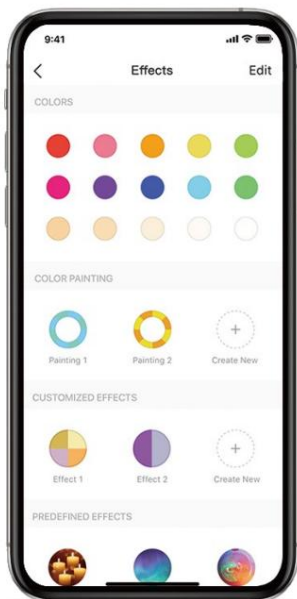 9:41
Effects Edit
COLORS
COLOR PAINTING
Painting 1 Painting 2 Create New
CUSTOMIZED EFFECTS
Effect 1 Effect 2 Create New
PREDEFINED EFFECTS